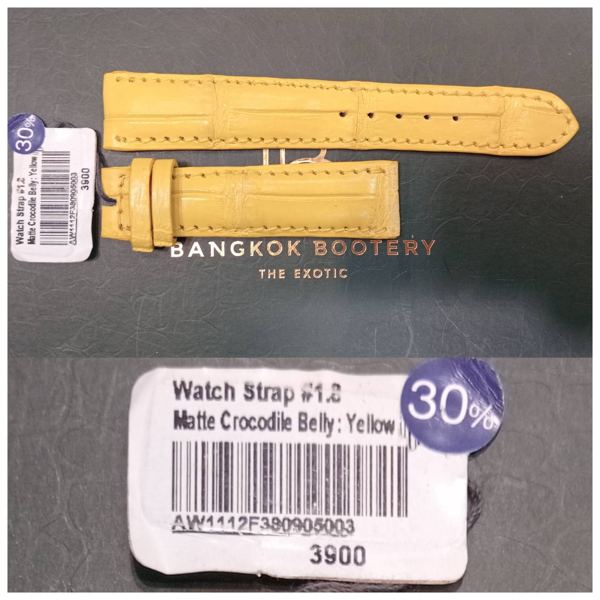 30%
Watch Strap #1.8
Matte Crocodile Belly: Yellow
AW1112F380905003
3900
BANGKOK BOOTERY
THE EXOTIC
Watch Strap #1.8
Matte Crocodile Belly: Yellow
30%
AW1112F380905003
3900